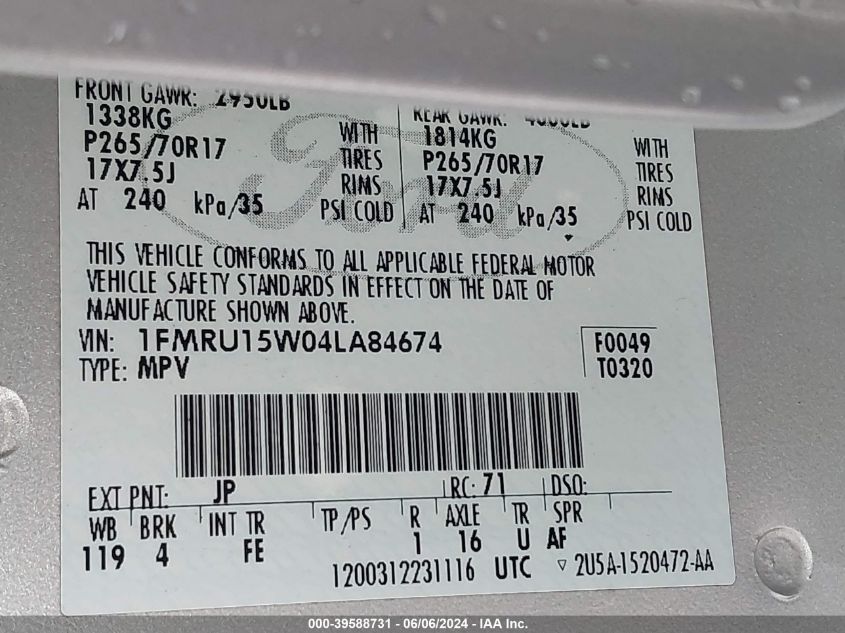 FRONT GAWR: 2950LB
1338KG
P265/70R17
17X7.5J
AT 240 kPa/35
WITH
TIRES
RIMS
PSI COLD
REAR GAWR: 4000LB
1814KG
P265/70R17
17X7.5J
AT 240 kPa/35
WITH
TIRES
RIMS
PSI COLD
Ford
THIS VEHICLE CONFORMS TO ALL APPLICABLE FEDERAL MOTOR
VEHICLE SAFETY STANDARDS IN EFFECT ON THE DATE OF
MANUFACTURE SHOWN ABOVE.
VIN: 1FMRU15W04LA84674
TYPE: MPV
F0049
T0320
EXT PNT: JP RC: 71 DSO:
WB BRK INT TR TP/PS R AXLE TR SPR
119 4 FE 1 16 U AF
1200312231116 UTC ▿ 2U5A-1520472-AA
000-39588731 - 06/06/2024 - IAA Inc.